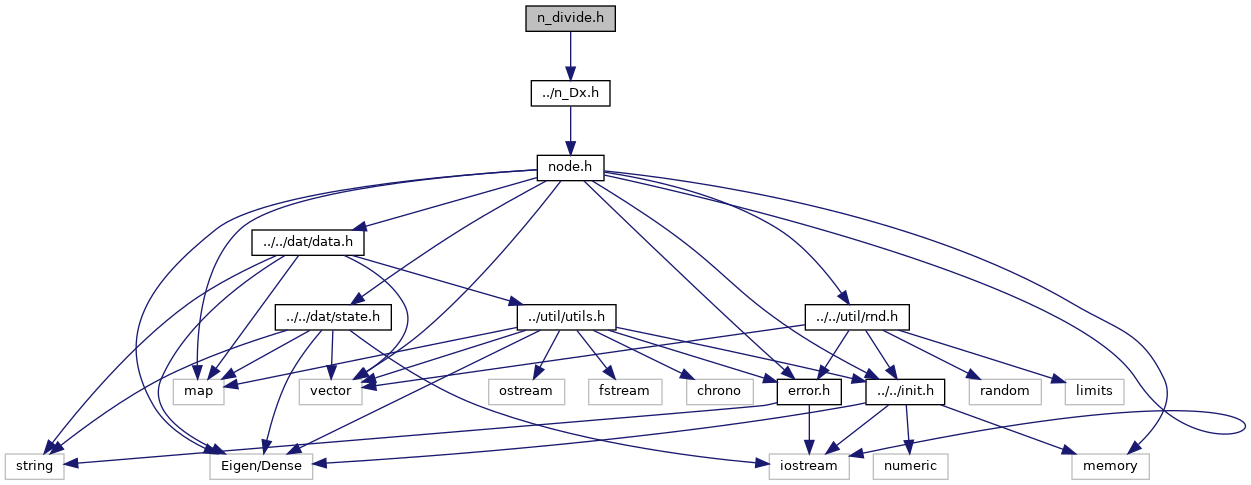 n_divide.h
../n_Dx.h
node.h
../../dat/data.h
../../dat/state.h
../util/utils.h
../../util/rnd.h
map
vector
ostream
fstream
chrono
error.h
../../init.h
random
limits
string
Eigen/Dense
iostream
numeric
memory